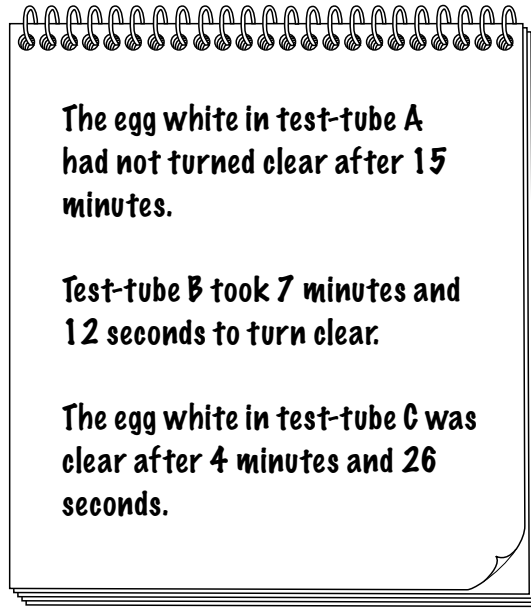 The egg white in test-tube A
had not turned clear after 15
minutes.
Test-tube B took 7 minutes and
12 seconds to turn clear.
The egg white in test-tube C was
clear after 4 minutes and 26
seconds.